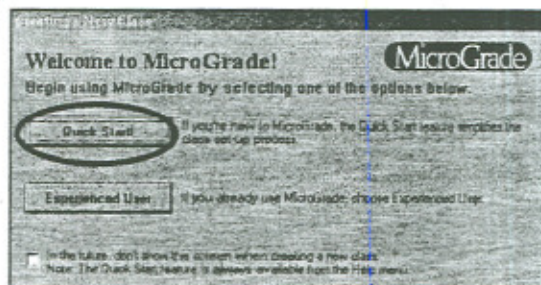 Creating a New Class
Welcome to MicroGrade!
MicroGrade
Begin using MicroGrade by selecting one of the options below.
Quick Start!
If you're new to MicroGrade, the Quick Start feature simplifies the
class set-up process.
Experienced User
If you already use MicroGrade, choose Experienced User.
In the future, don't show this screen when creating a new class.
Note: The Quick Start feature is always available from the Help menu.